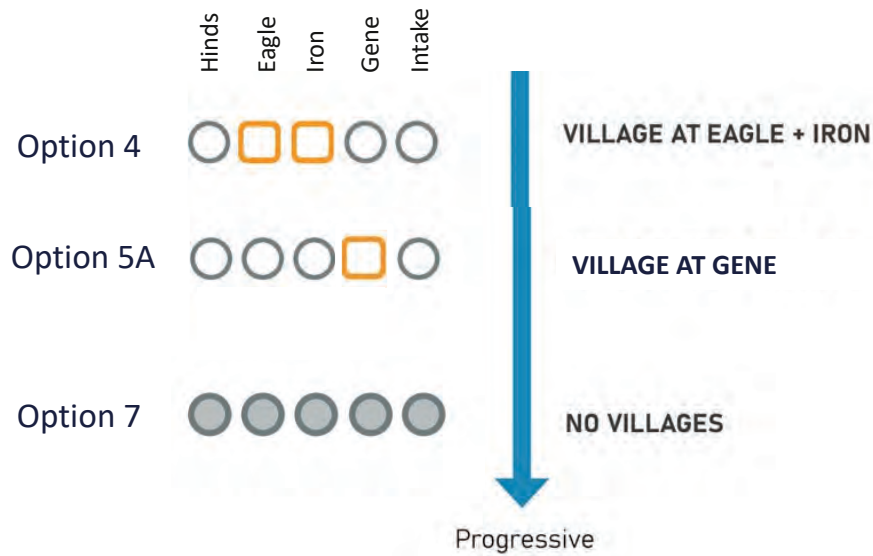 Hinds
Eagle
Iron
Gene
Intake
Option 4
VILLAGE AT EAGLE + IRON
Option 5A
VILLAGE AT GENE
Option 7
NO VILLAGES
Progressive